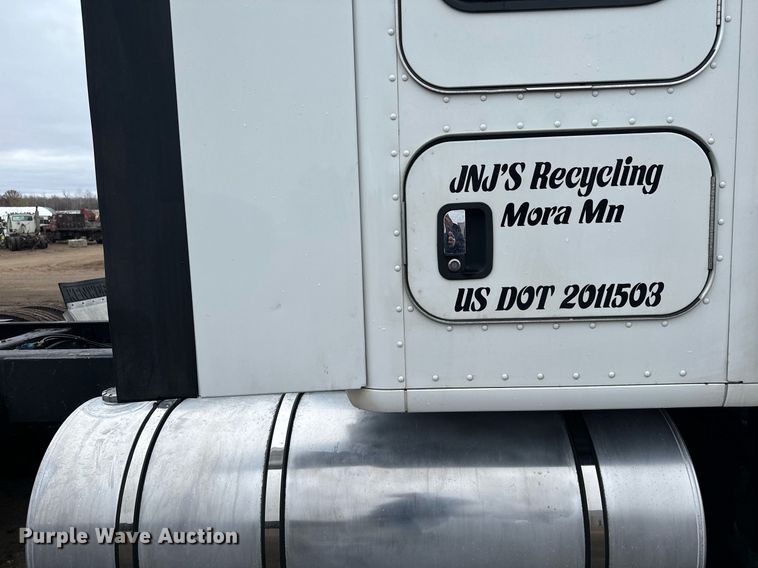 JNJ'S Recycling
Mora Mn
US DOT 2011503
Purple Wave Auction